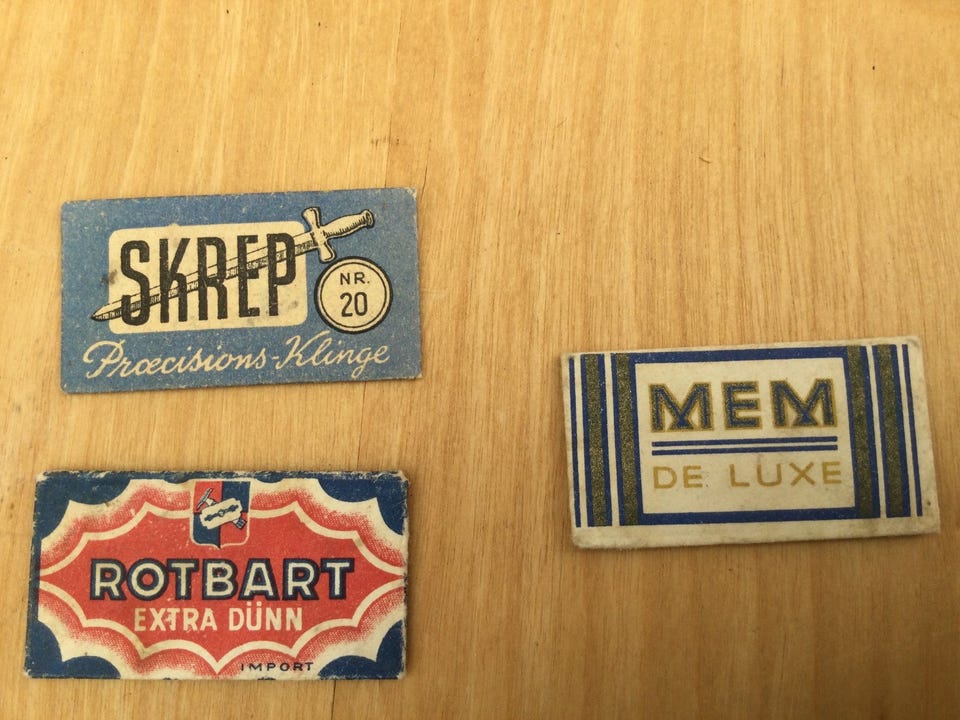 SKREP
NR.
20
Præcisions-Klinge
ROTBART
EXTRA DÜNN
IMPORT
MEM
DE LUXE